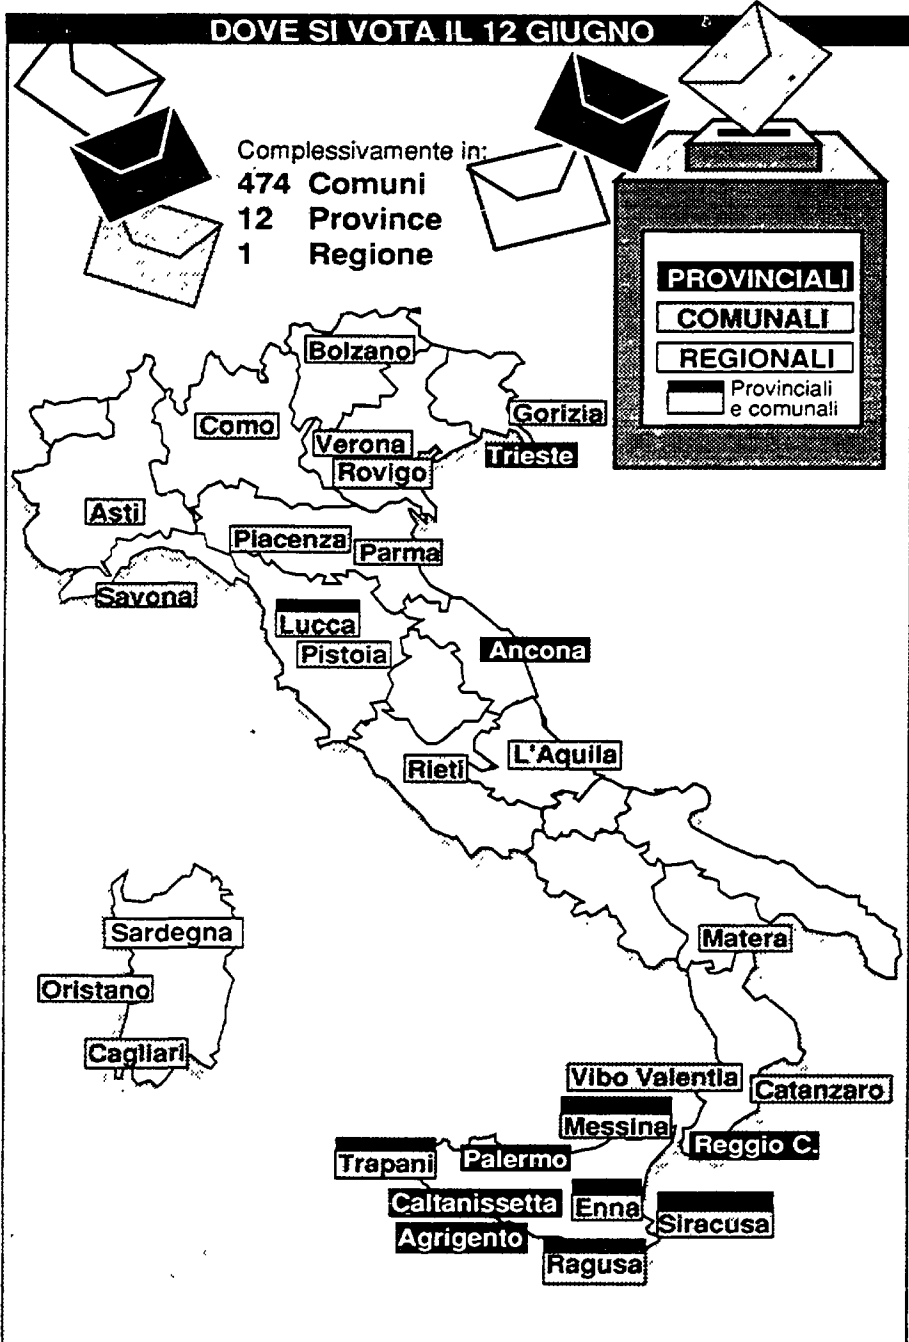 DOVE SI VOTA IL 12 GIUGNO
Complessivamente in:
474 Comuni
12 Province
1 Regione
PROVINCIALI
COMUNALI
REGIONALI
Provinciali
e comunali
Bolzano
Gorizia
Como
Verona
Trieste
Rovigo
Asti
Piacenza
Parma
Savona
Lucca
Pistoia
Ancona
L'Aquila
Rieti
Sardegna
Matera
Oristano
Cagliari
Vibo Valentia
Catanzaro
Messina
Reggio C.
Trapani
Palermo
Caltanissetta
Enna
Siracusa
Agrigento
Ragusa